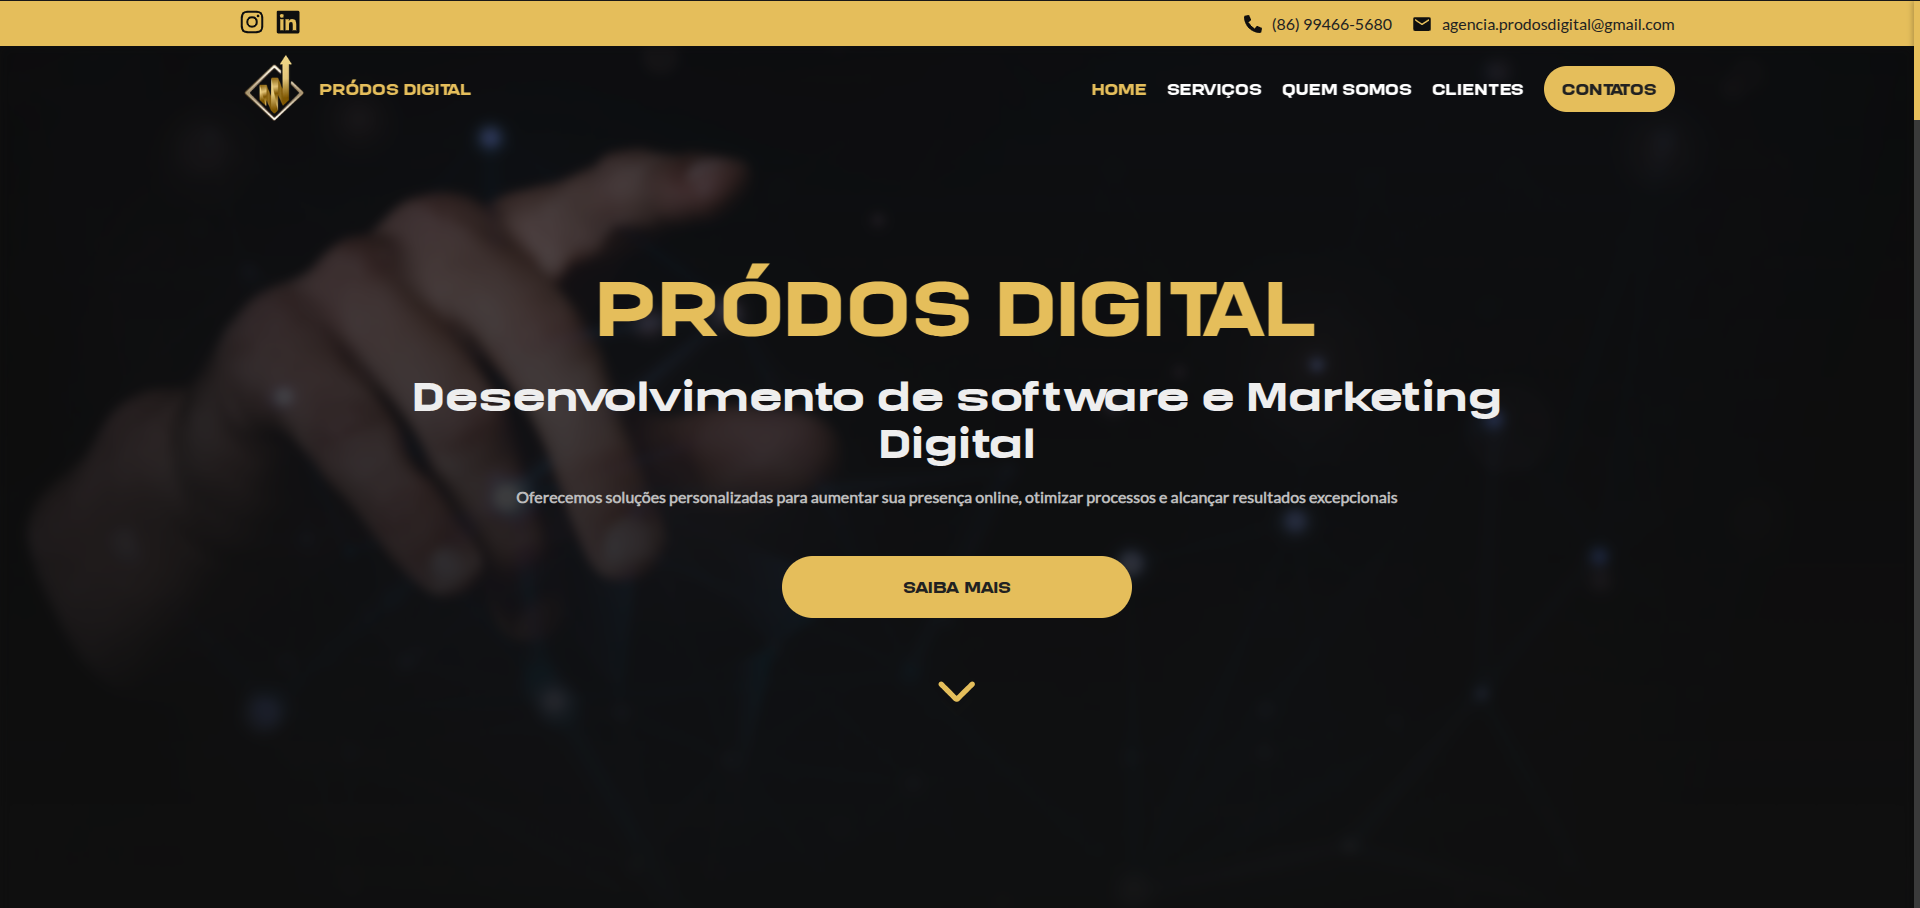 (86) 99466-5680 agencia.prodosdigital@gmail.com
PRÓDOS DIGITAL HOME SERVIÇOS QUEM SOMOS CLIENTES CONTATOS
PRÓDOS DIGITAL
Desenvolvimento de software e Marketing
Digital
Oferecemos soluções personalizadas para aumentar sua presença online, otimizar processos e alcançar resultados excepcionais
SAIBA MAIS